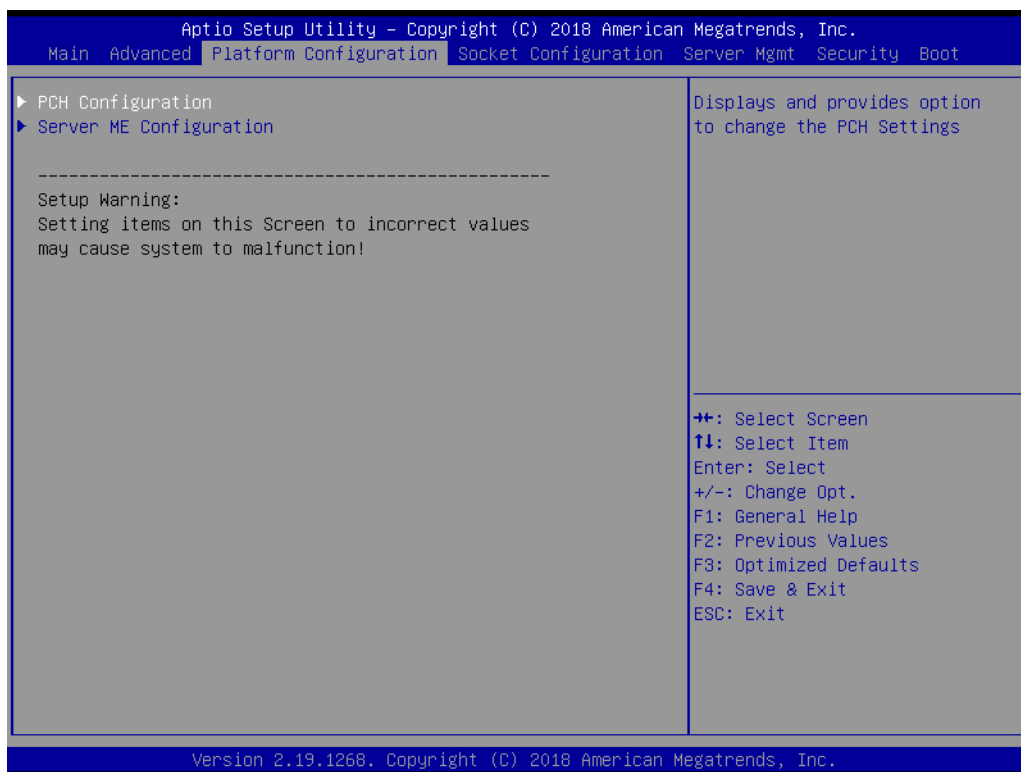 Aptio Setup Utility – Copyright (C) 2018 American Megatrends, Inc.
Main Advanced Platform Configuration Socket Configuration Server Mgmt Security Boot
▶ PCH Configuration
▶ Server ME Configuration
--------------------------------------------------
Setup Warning:
Setting items on this Screen to incorrect values
may cause system to malfunction!
Displays and provides option
to change the PCH Settings
→←: Select Screen
↑↓: Select Item
Enter: Select
+/-: Change Opt.
F1: General Help
F2: Previous Values
F3: Optimized Defaults
F4: Save & Exit
ESC: Exit
Version 2.19.1268. Copyright (C) 2018 American Megatrends, Inc.